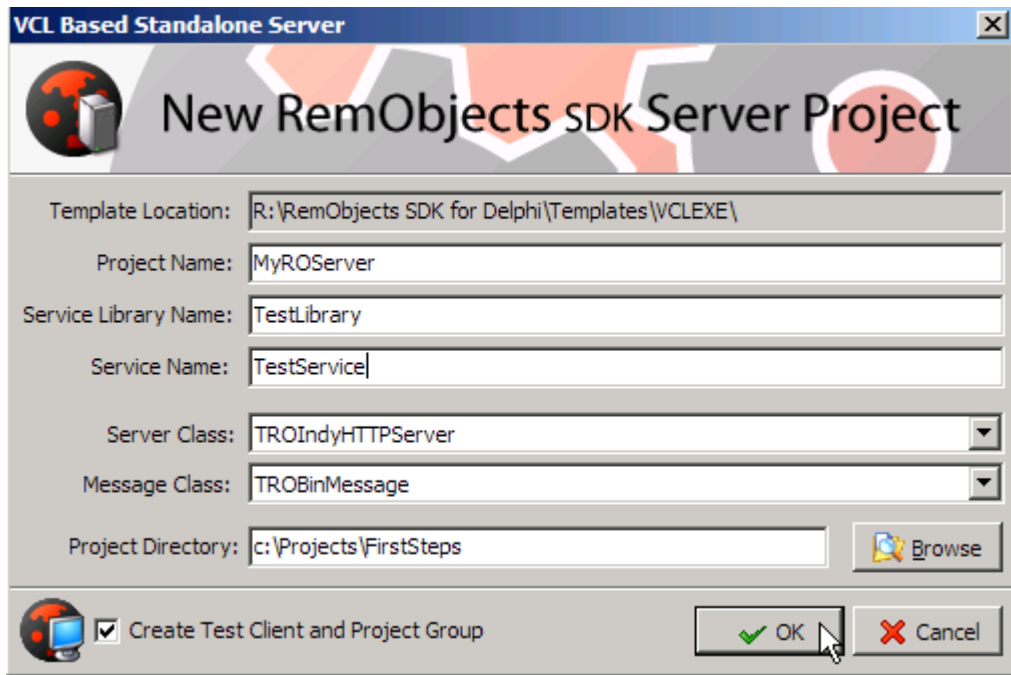 VCL Based Standalone Server
New RemObjects SDK Server Project
Template Location: R:\RemObjects SDK for Delphi\Templates\VCLEXE\
Project Name: MyROServer
Service Library Name: TestLibrary
Service Name: TestService
Server Class: TROIndyHTTPServer
Message Class: TROBinMessage
Project Directory: c:\Projects\FirstSteps Browse
Create Test Client and Project Group OK Cancel